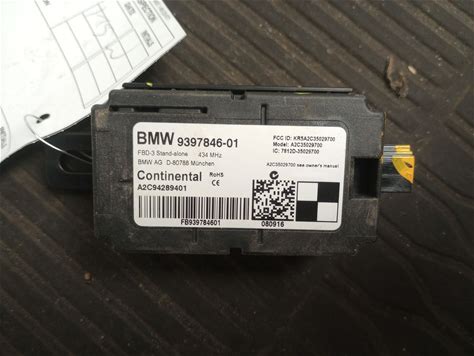 BMW 9397846-01
FBD-3 Stand-alone 434 MHz
BMW AG D-80788 München
Continental RoHS
A2C94289401
FCC ID: KR5A2C35029700
Model: A2C35029700
IC: 7812D-35029700
A2C35029700 see owner's manual
FB939784601
080916